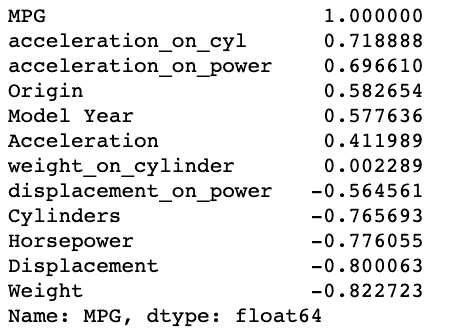 MPG 1.000000
acceleration_on_cyl 0.718888
acceleration_on_power 0.696610
Origin 0.582654
Model Year 0.577636
Acceleration 0.411989
weight_on_cylinder 0.002289
displacement_on_power -0.564561
Cylinders -0.765693
Horsepower -0.776055
Displacement -0.800063
Weight -0.822723
Name: MPG, dtype: float64